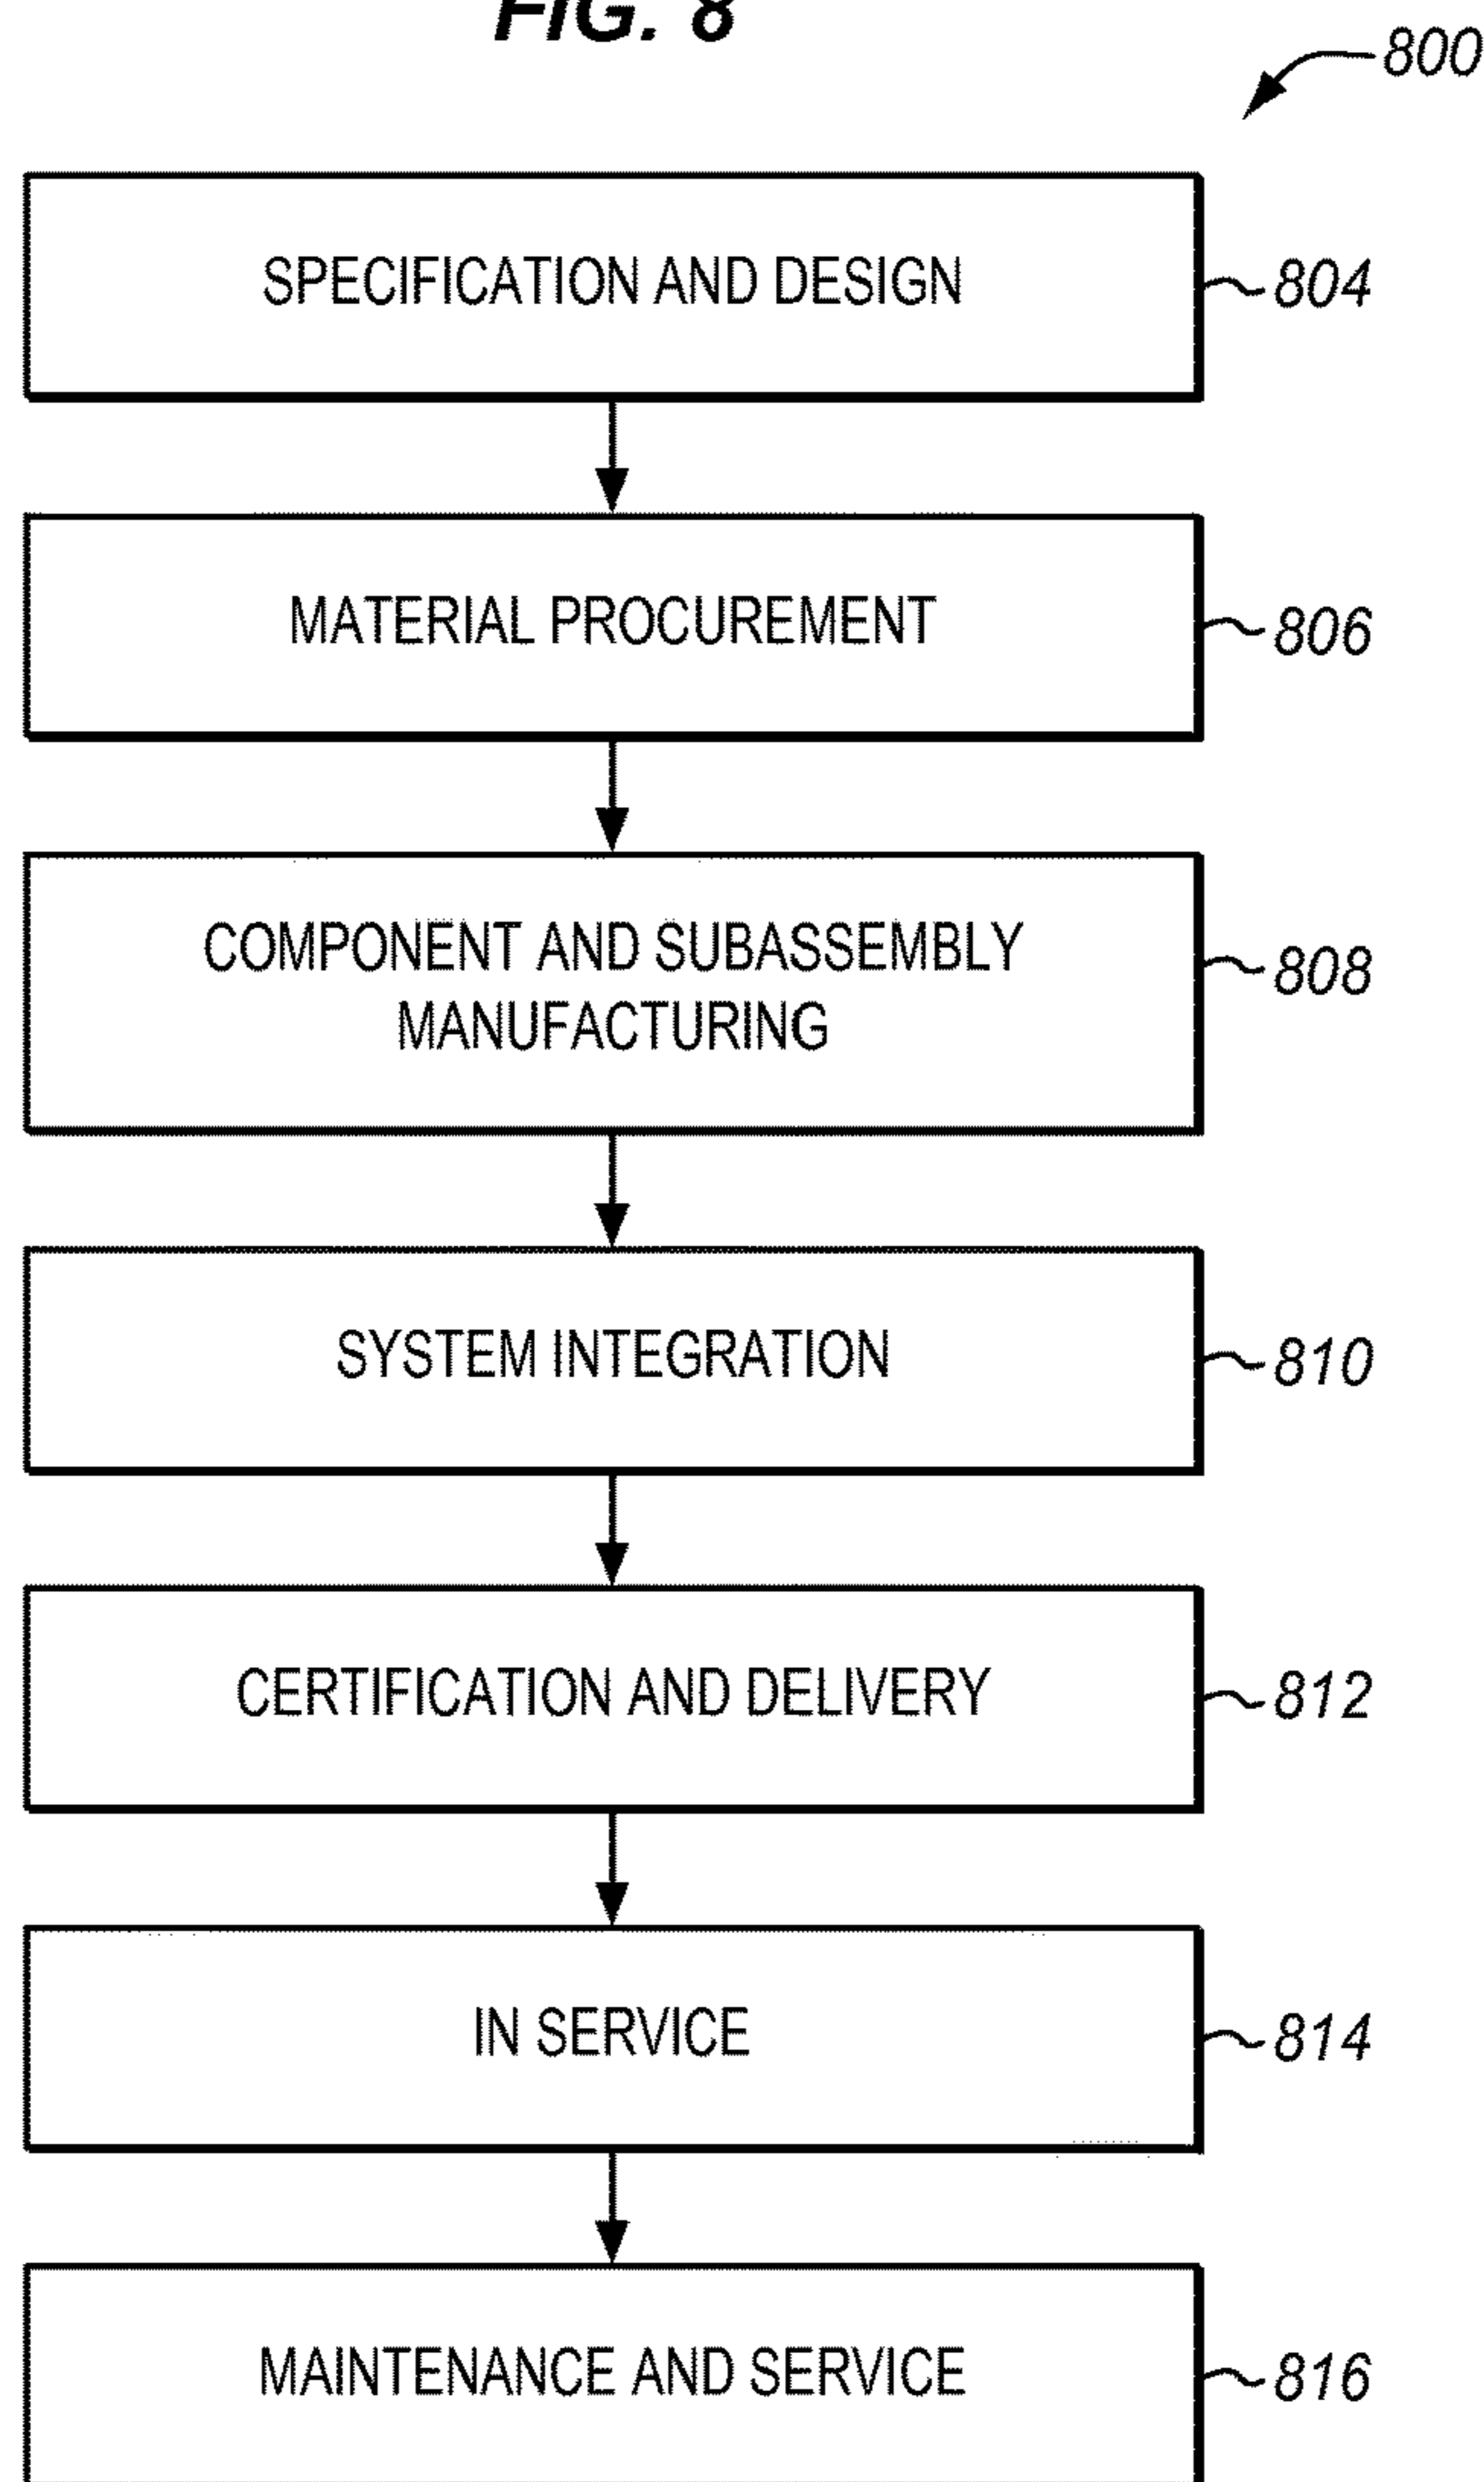 FIG. 8
800
SPECIFICATION AND DESIGN
804
MATERIAL PROCUREMENT
806
COMPONENT AND SUBASSEMBLY
MANUFACTURING
808
SYSTEM INTEGRATION
810
CERTIFICATION AND DELIVERY
812
IN SERVICE
814
MAINTENANCE AND SERVICE
816